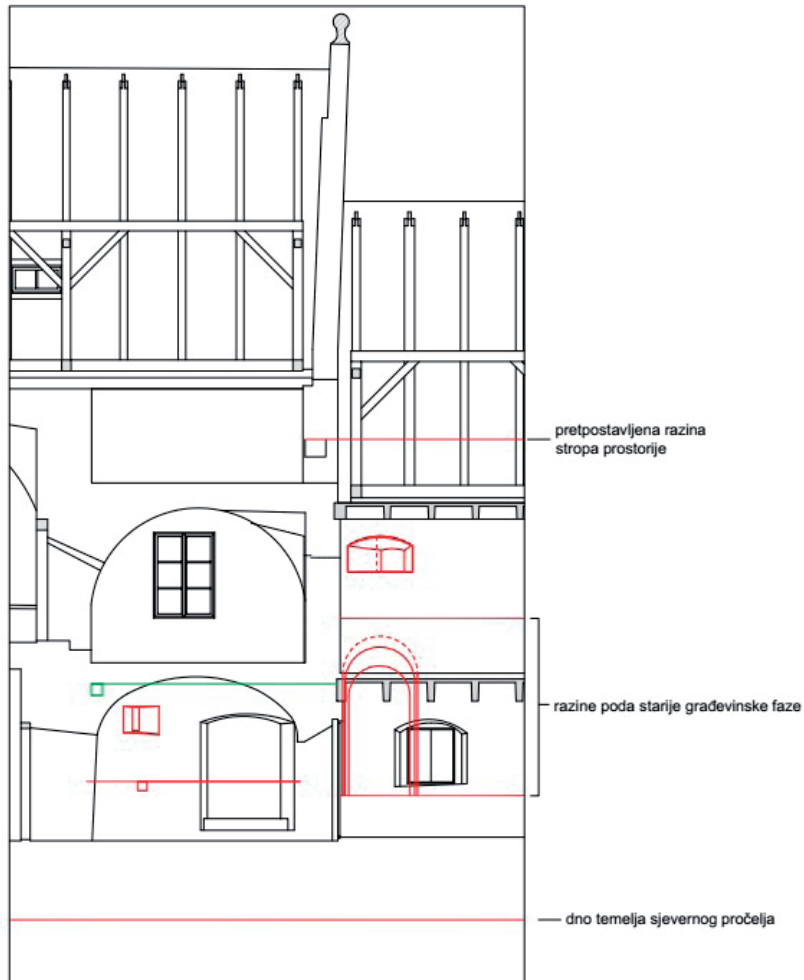 pretpostavljena razina
stropa prostorije
razine poda starije građevinske faze
dno temelja sjevernog pročelja